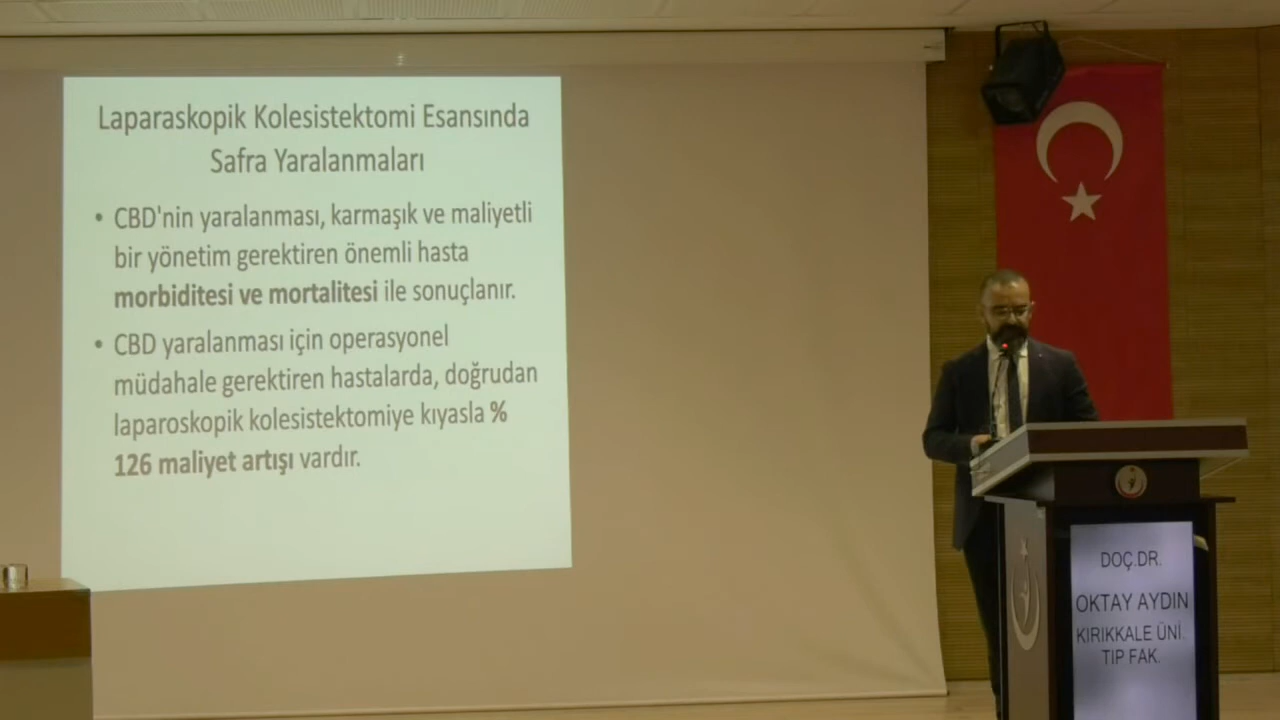 Laparaskopik Kolesistektomi Esansında
Safra Yaralanmaları
• CBD'nin yaralanması, karmaşık ve maliyetli
bir yönetim gerektiren önemli hasta
morbiditesi ve mortalitesi ile sonuçlanır.
• CBD yaralanması için operasyonel
müdahale gerektiren hastalarda, doğrudan
laparoskopik kolesistektomiye kıyasla %
126 maliyet artışı vardır.
DOÇ.DR.
OKTAY AYDIN
KIRIKKALE ÜNİ.
TIP FAK.